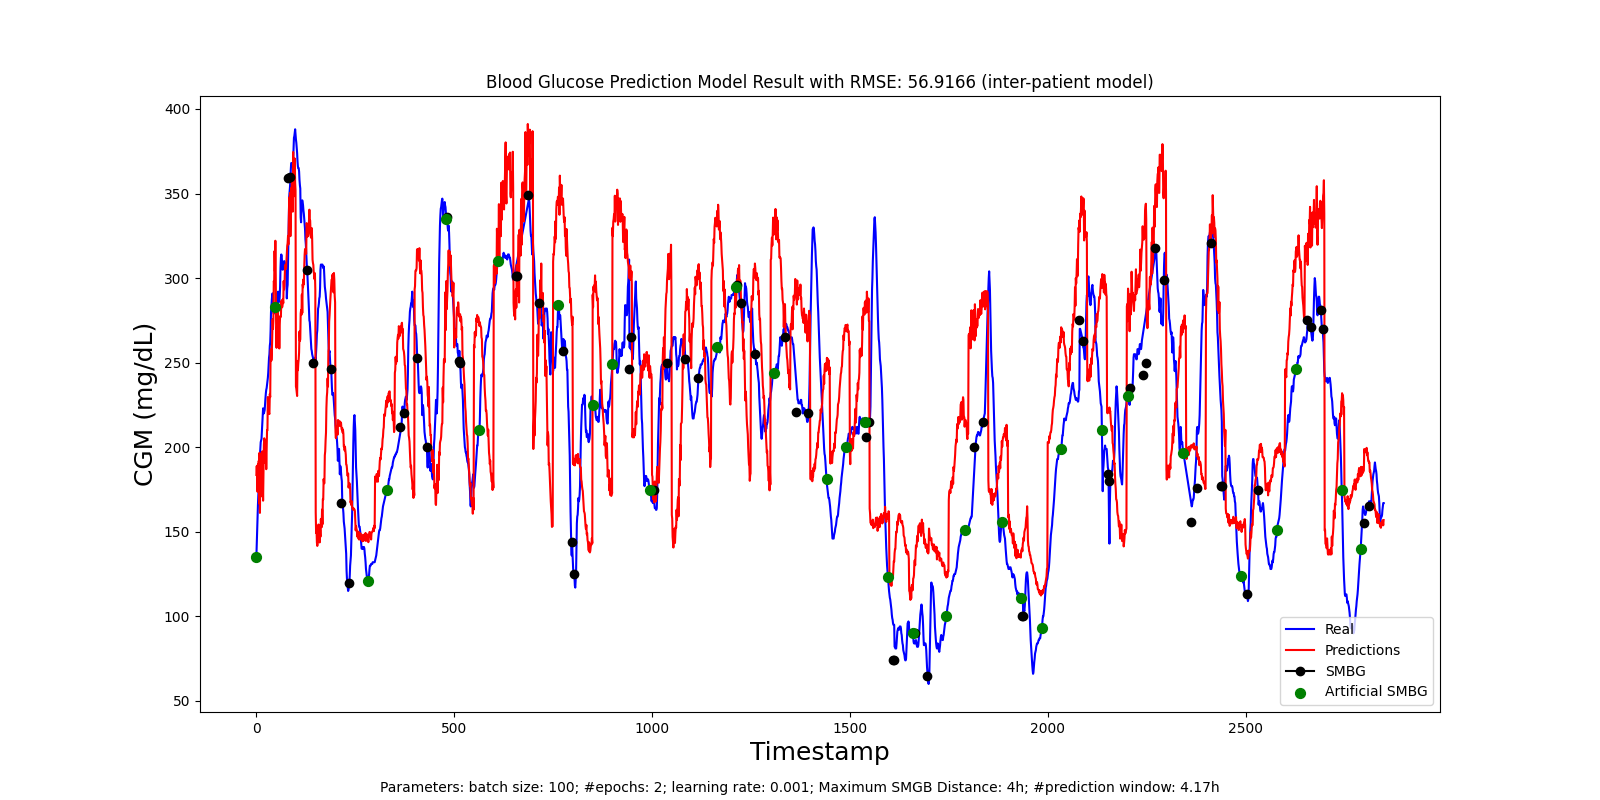 Blood Glucose Prediction Model Result with RMSE: 56.9166 (inter-patient model)
400
350
300
250
200
150
100
50
CGM (mg/dL)
0
500
1000
1500
2000
2500
Timestamp
Real
Predictions
SMBG
Artificial SMBG
Parameters: batch size: 100; #epochs: 2; learning rate: 0.001; Maximum SMGB Distance: 4h; #prediction window: 4.17h